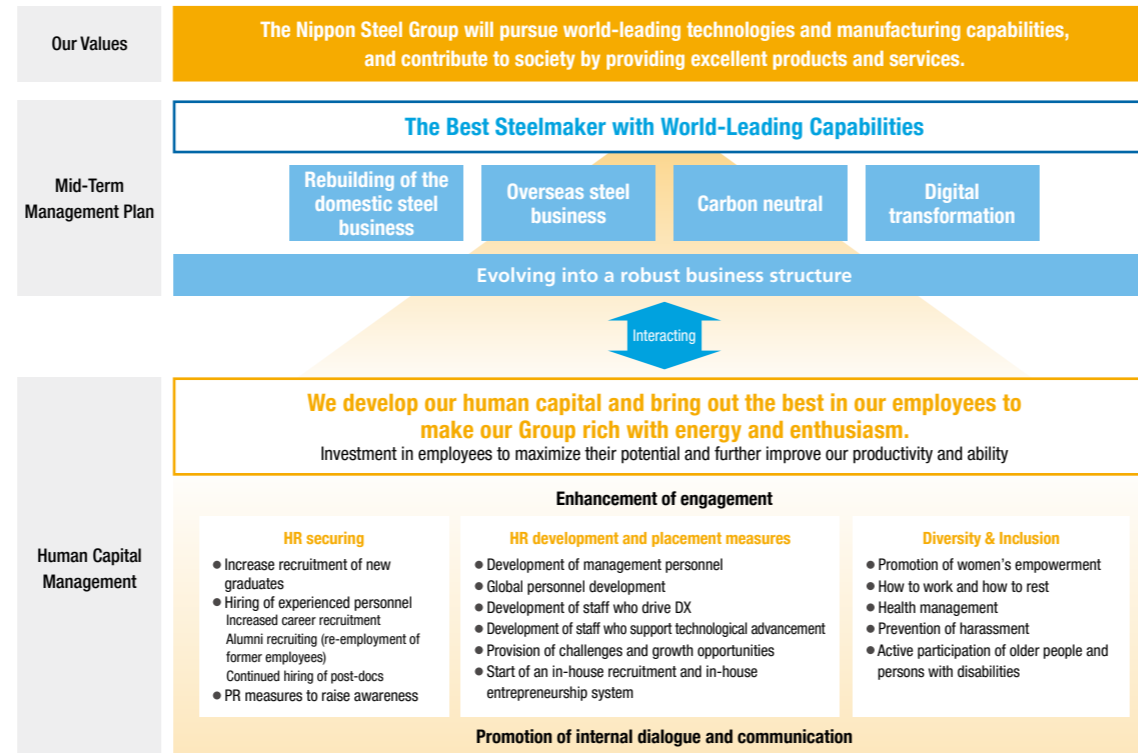 Our Values
The Nippon Steel Group will pursue world-leading technologies and manufacturing capabilities,
and contribute to society by providing excellent products and services.
Mid-Term
Management Plan
The Best Steelmaker with World-Leading Capabilities
Rebuilding of the
domestic steel
business
Overseas steel
business
Carbon neutral
Digital
transformation
Evolving into a robust business structure
Interacting
Human Capital
Management
We develop our human capital and bring out the best in our employees to
make our Group rich with energy and enthusiasm.
Investment in employees to maximize their potential and further improve our productivity and ability
Enhancement of engagement
HR securing
● Increase recruitment of new
graduates
● Hiring of experienced personnel
Increased career recruitment
Alumni recruiting (re-employment of
former employees)
Continued hiring of post-docs
● PR measures to raise awareness
HR development and placement measures
● Development of management personnel
● Global personnel development
● Development of staff who drive DX
● Development of staff who support technological advancement
● Provision of challenges and growth opportunities
● Start of an in-house recruitment and in-house
entrepreneurship system
Diversity & Inclusion
● Promotion of women's empowerment
● How to work and how to rest
● Health management
● Prevention of harassment
● Active participation of older people and
persons with disabilities
Promotion of internal dialogue and communication